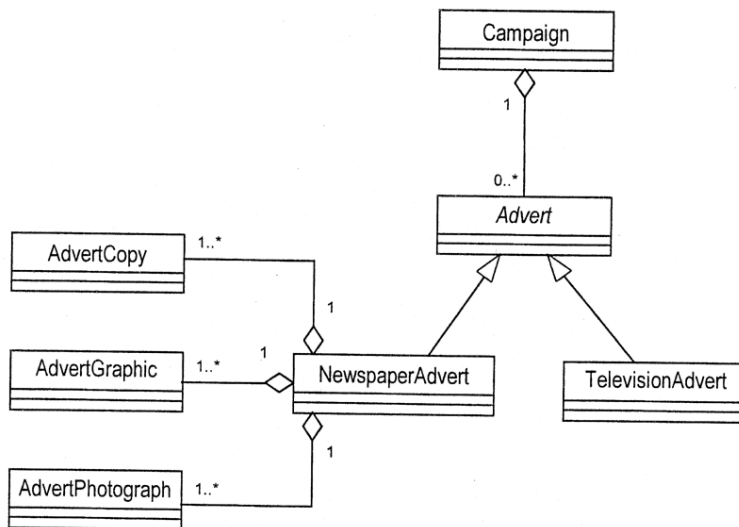 Campaign
1
0..*
Advert
AdvertCopy
1..*
1
AdvertGraphic
1..*
1
NewspaperAdvert
TelevisionAdvert
1
AdvertPhotograph
1..*